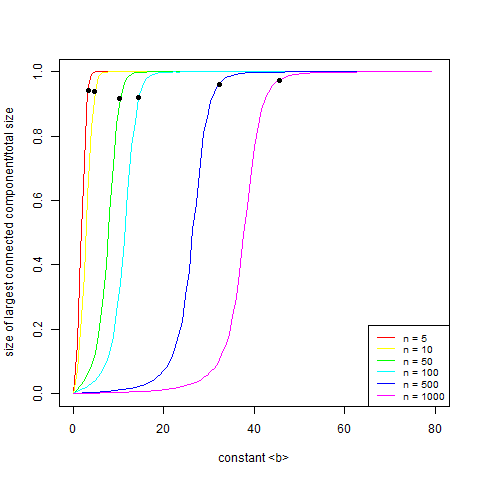 size of largest connected component/total size
1.0
0.8
0.6
0.4
0.2
0.0
0 20 40 60 80
constant <b>
n = 5
n = 10
n = 50
n = 100
n = 500
n = 1000